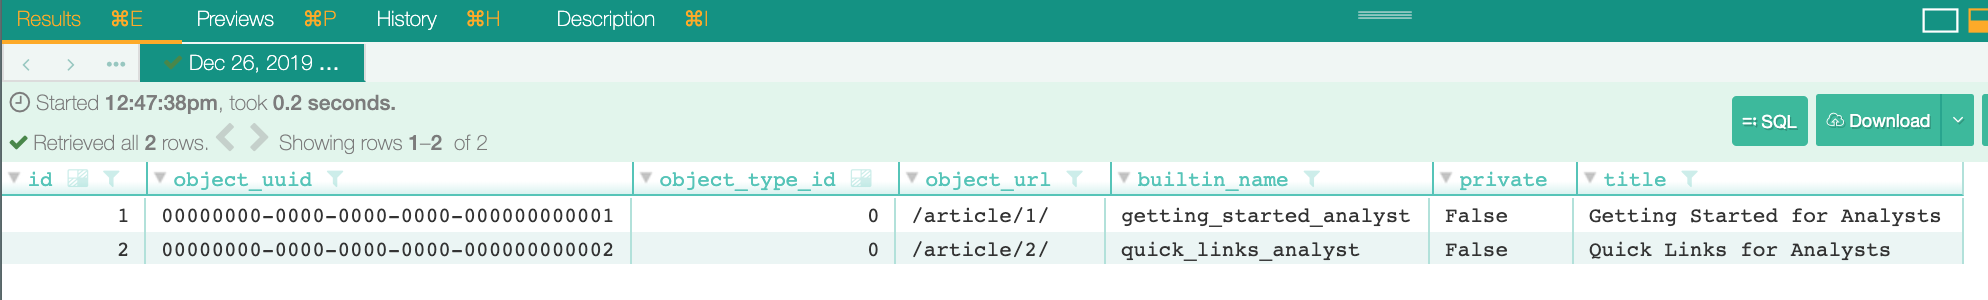 Results ⌘E Previews ⌘P History ⌘H Description ⌘I
Dec 26, 2019 ...
Started 12:47:38pm, took 0.2 seconds.
Retrieved all 2 rows. Showing rows 1–2 of 2
SQL Download
id object_uuid object_type_id object_url builtin_name private title
1 00000000-0000-0000-0000-000000000001 0 /article/1/ getting_started_analyst False Getting Started for Analysts
2 00000000-0000-0000-0000-000000000002 0 /article/2/ quick_links_analyst False Quick Links for Analysts